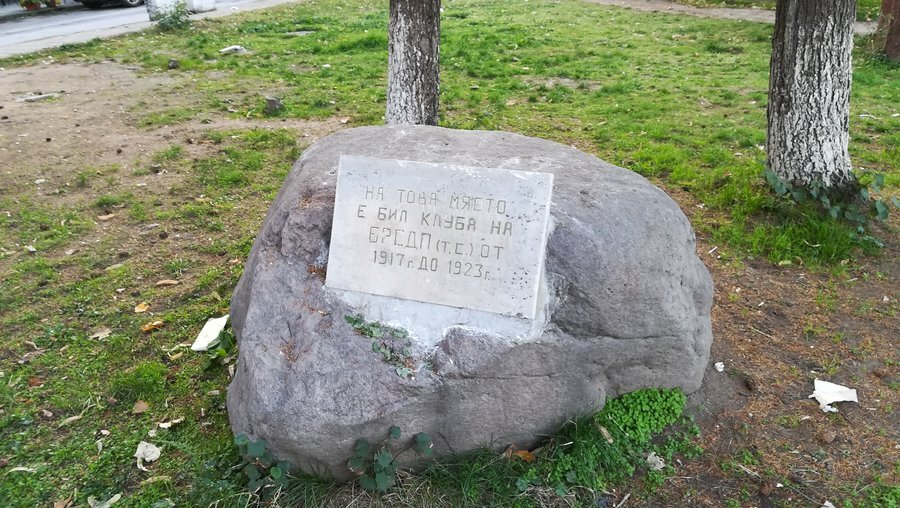 НА ТОВА МЯСТО
Е БИЛ КЛУБА НА
БРСДП (Т.С.) ОТ
1917г. ДО 1923г.